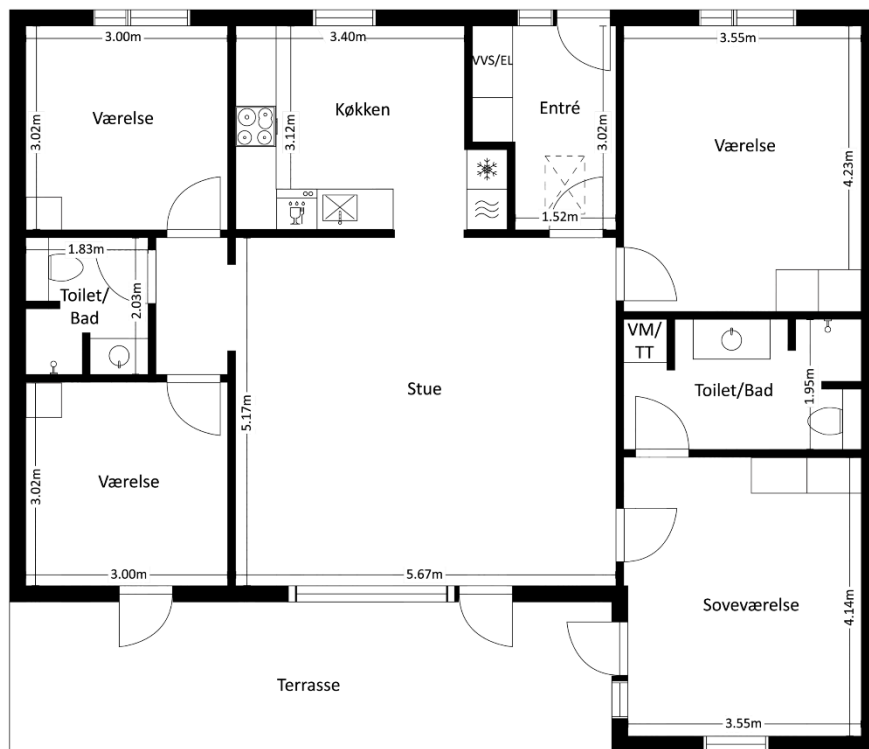 3.00m
3.40m
3.55m
VVS/EL
Værelse
Køkken
Entré
Værelse
3.02m
3.12m
3.02m
4.23m
1.52m
1.83m
Toilet/
Bad
2.03m
VM/
TT
Stue
Toilet/Bad
1.95m
5.17m
Værelse
3.02m
3.00m
5.67m
Soveværelse
4.14m
Terrasse
3.55m